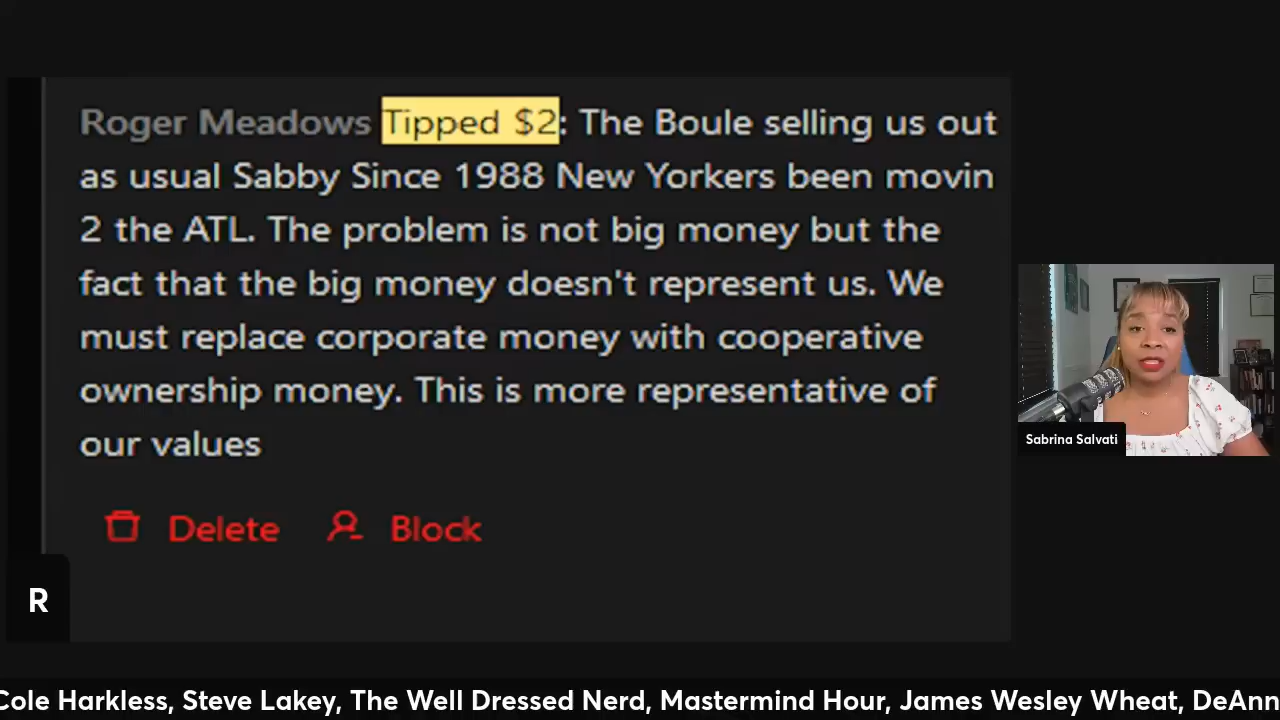 Roger Meadows Tipped $2: The Boule selling us out
as usual Sabby Since 1988 New Yorkers been movin
2 the ATL. The problem is not big money but the
fact that the big money doesn't represent us. We
must replace corporate money with cooperative
ownership money. This is more representative of
our values
Delete Block
Sabrina Salvati
R
Cole Harkless, Steve Lakey, The Well Dressed Nerd, Mastermind Hour, James Wesley Wheat, DeAnn